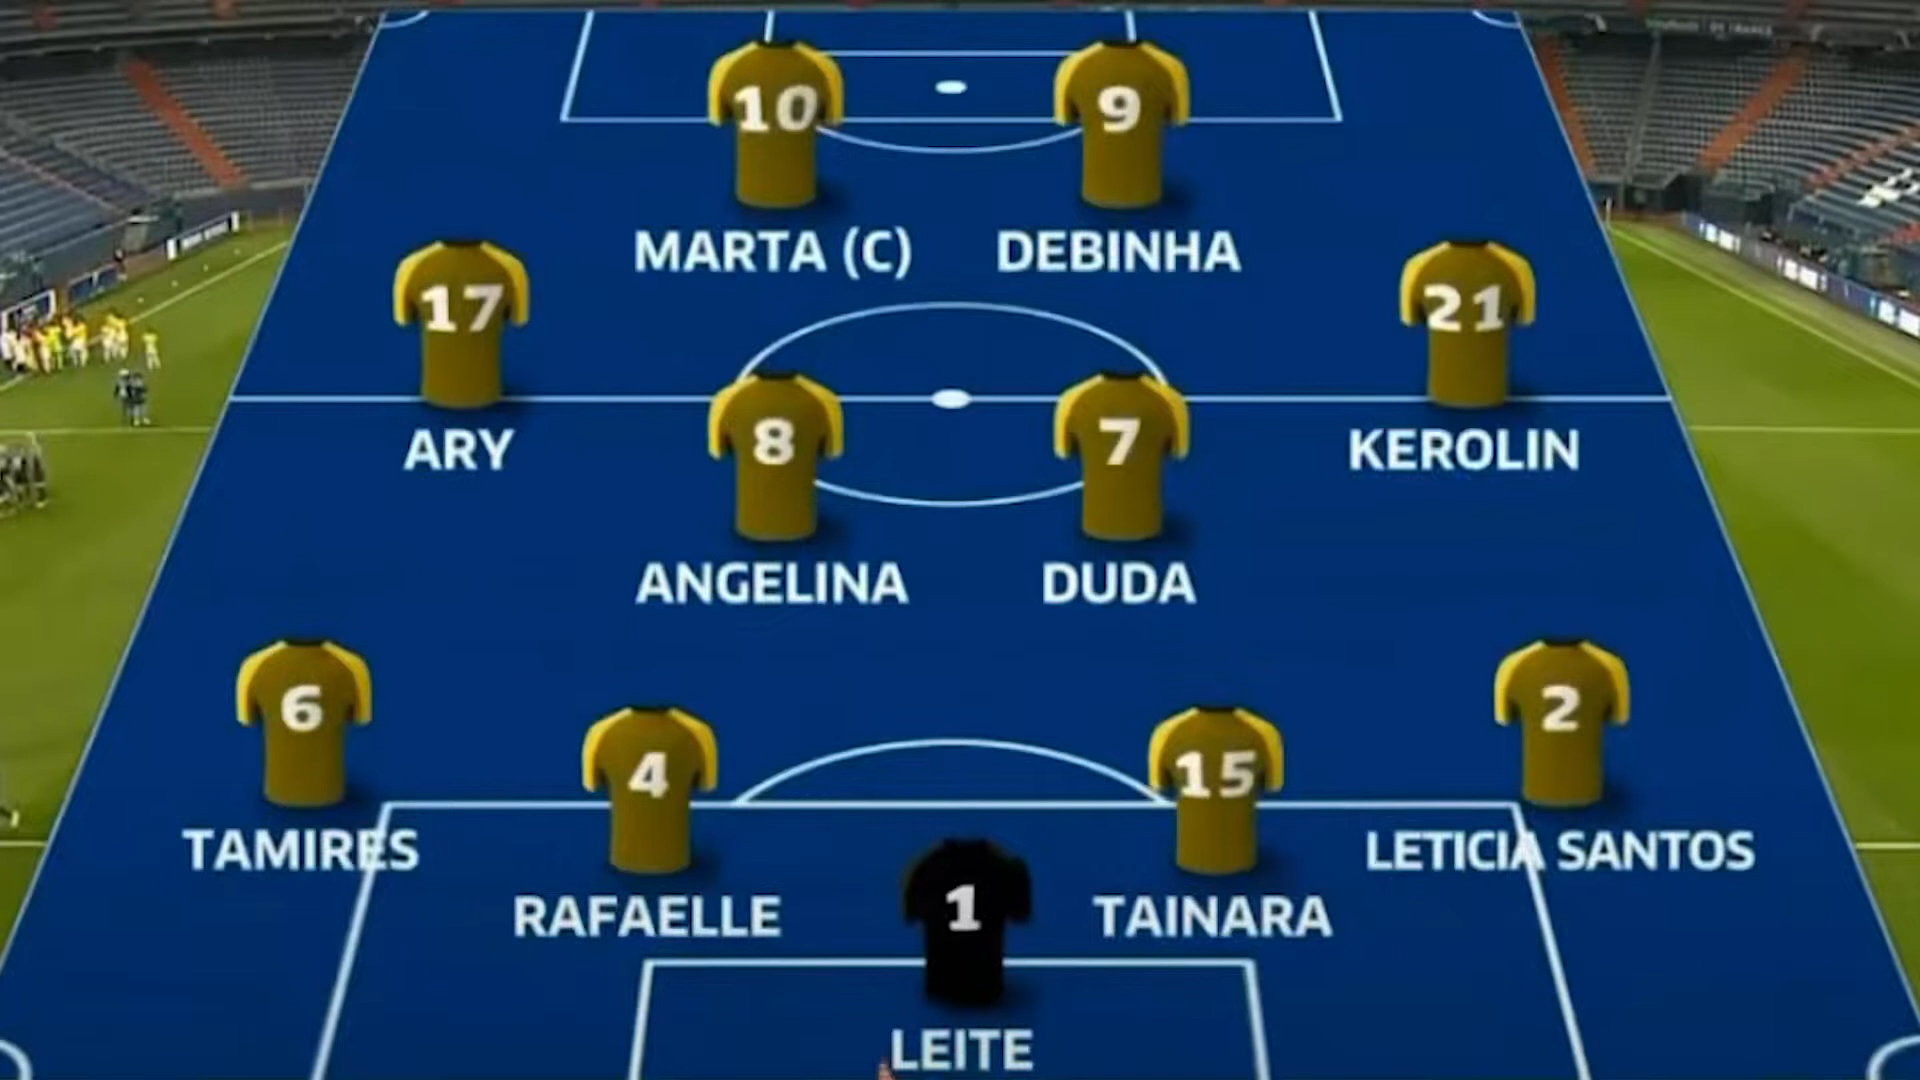 10
9
MARTA (C)
DEBINHA
17
21
ARY
KEROLIN
8
7
ANGELINA
DUDA
6
2
4
15
TAMIRES
LETICIA SANTOS
RAFAELLE
TAINARA
1
LEITE